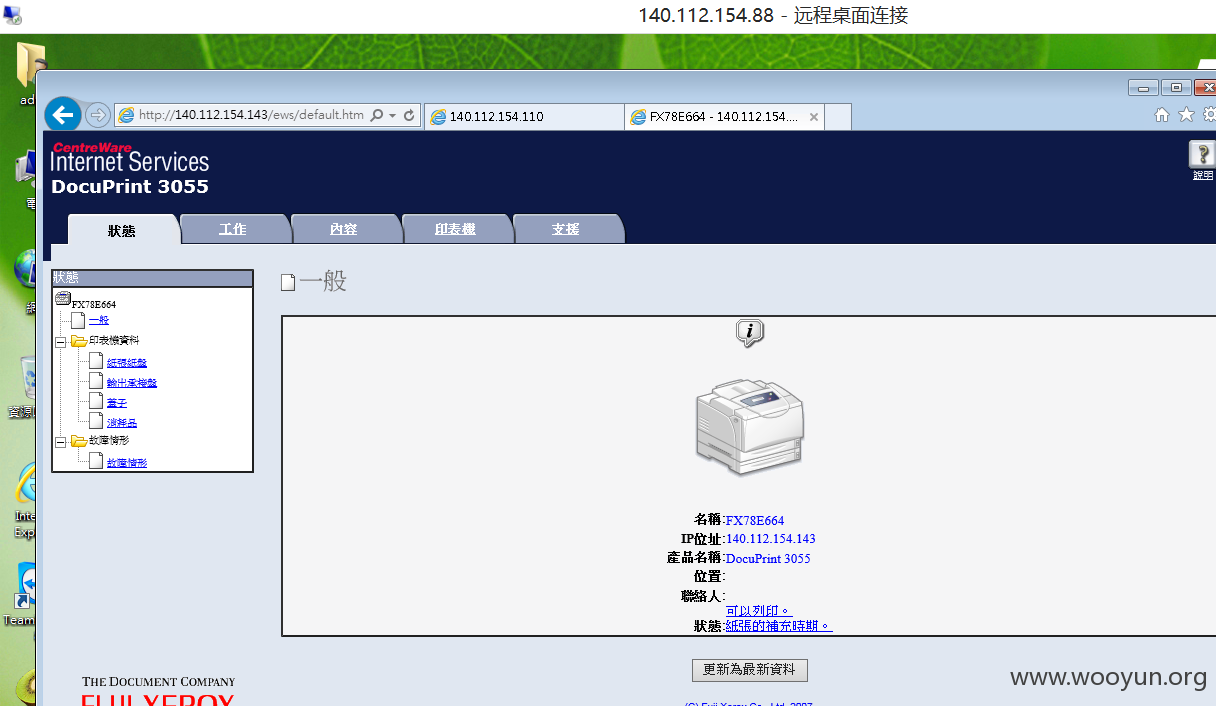 140.112.154.88 - 远程桌面连接
ad
http://140.112.154.143/ews/default.htm
140.112.154.110
FX78E664 - 140.112.154....
CentreWare
Internet Services
DocuPrint 3055
說明
狀態
工作
內容
印表機
支援
狀態
FX78E664
一般
印表機資料
紙張紙盤
輸出承接盤
蓋子
消耗品
故障情形
故障情形
一般
名稱:FX78E664
IP位址:140.112.154.143
產品名稱:DocuPrint 3055
位置:
聯絡人:
可以列印。
狀態:紙張的補充時期。
更新為最新資料
THE DOCUMENT COMPANY
FUJI XEROX
(C) Fuji Xerox Co., Ltd. 2007
資源
Inte
Exp
Team
www.wooyun.org